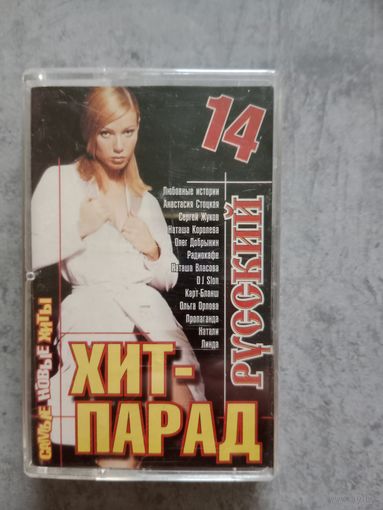 14
РУССКИЙ
Любовные истории
Анастасия Стоцкая
Сергей Жуков
Наташа Королева
Олег Добрынин
Радиокафе
Наташа Власова
DJ Slon
Карт-Бланш
Ольга Орлова
Пропаганда
Натали
Линда
САМЫЕ НОВЫЕ ХИТЫ
ХИТ-
ПАРАД